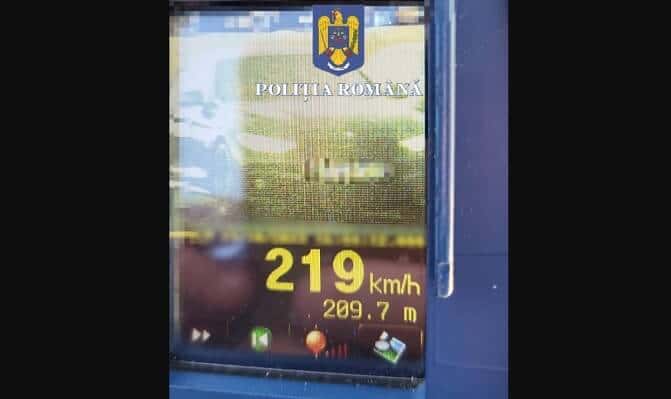 POLIȚIA ROMÂNĂ
219 km/h
209.7 m